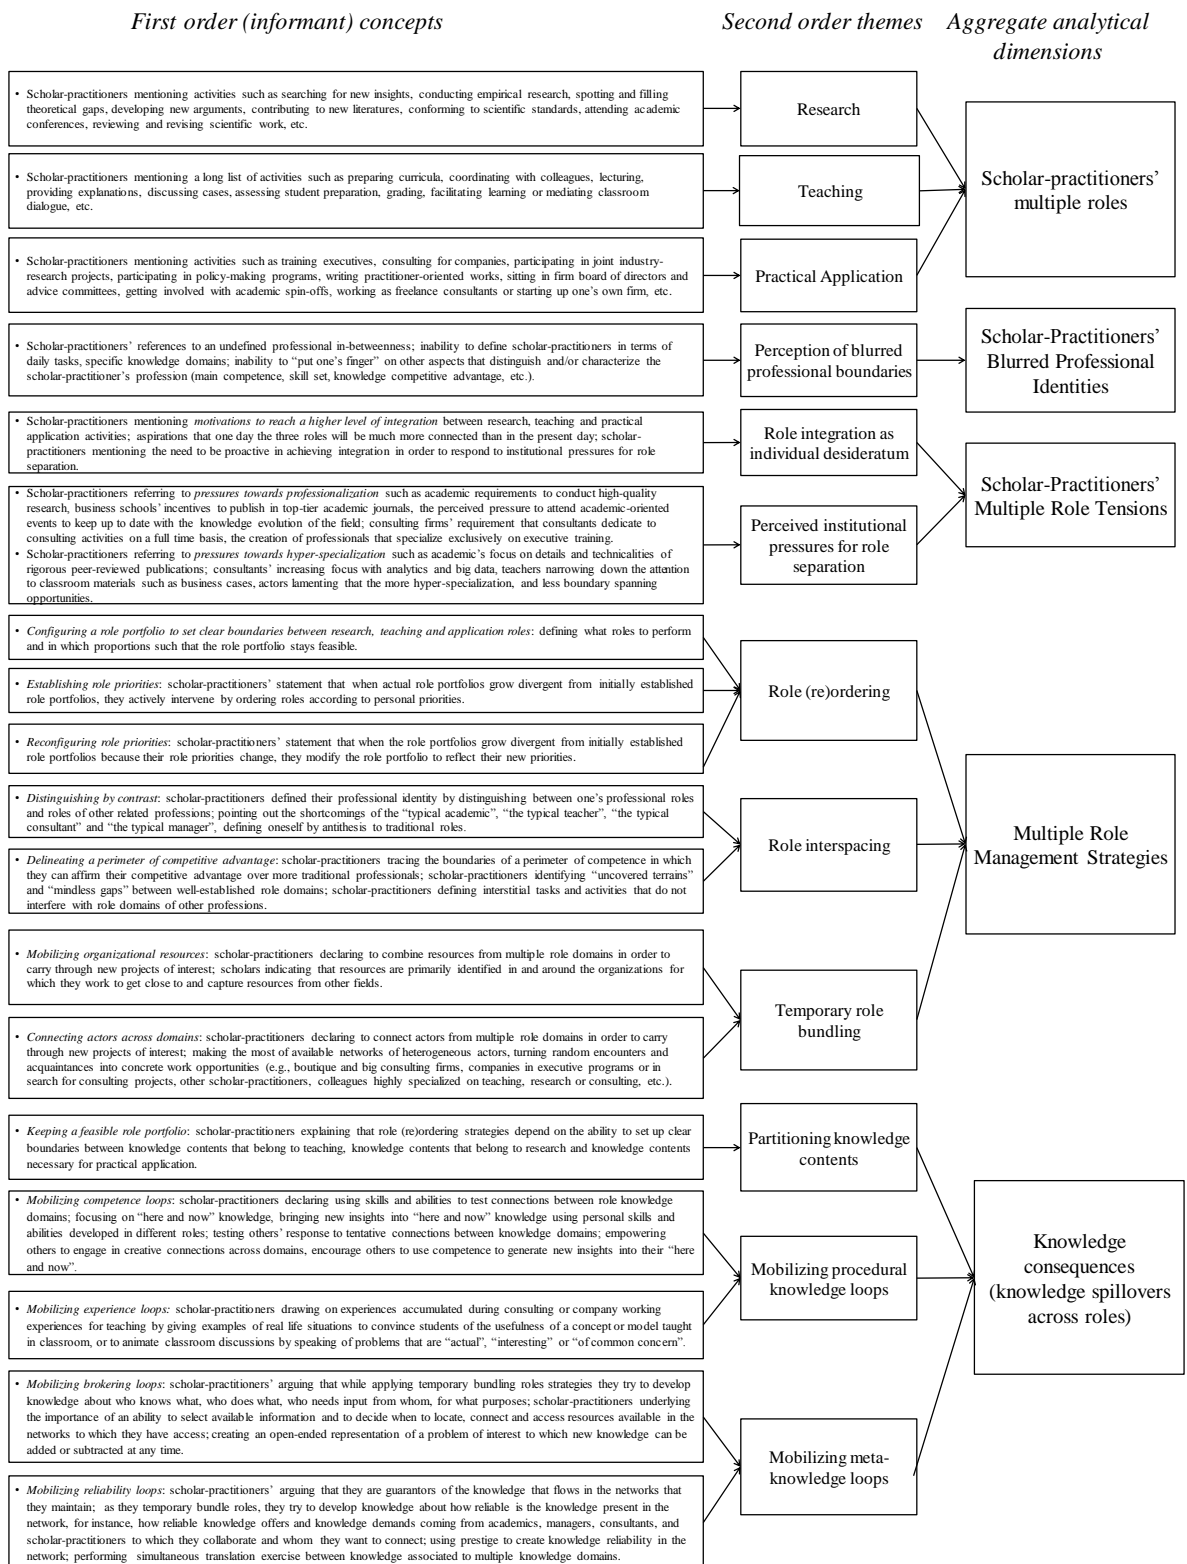 First order (informant) concepts
Second order themes
Aggregate analytical
dimensions
• Scholar-practitioners mentioning activities such as searching for new insights, conducting empirical research, spotting and filling
theoretical gaps, developing new arguments, contributing to new literatures, conforming to scientific standards, attending academic
conferences, reviewing and revising scientific work, etc.
Research
• Scholar-practitioners mentioning a long list of activities such as preparing curricula, coordinating with colleagues, lecturing,
providing explanations, discussing cases, assessing student preparation, grading, facilitating learning or mediating classroom
dialogue, etc.
Teaching
Scholar-practitioners’
multiple roles
• Scholar-practitioners mentioning activities such as training executives, consulting for companies, participating in joint industry-
research projects, participating in policy-making programs, writing practitioner-oriented works, sitting in firm board of directors and
advice committees, getting involved with academic spin-offs, working as freelance consultants or starting up one’s own firm, etc.
Practical Application
• Scholar-practitioners’ references to an undefined professional in-betweenness; inability to define scholar-practitioners in terms of
daily tasks, specific knowledge domains; inability to “put one’s finger” on other aspects that distinguish and/or characterize the
scholar-practitioner’s profession (main competence, skill set, knowledge competitive advantage, etc.).
Perception of blurred
professional boundaries
Scholar-Practitioners’
Blurred Professional
Identities
• Scholar-practitioners mentioning motivations to reach a higher level of integration between research, teaching and practical
application activities; aspirations that one day the three roles will be much more connected than in the present day; scholar-
practitioners mentioning the need to be proactive in achieving integration in order to respond to institutional pressures for role
separation.
Role integration as
individual desideratum
• Scholar-practitioners referring to pressures towards professionalization such as academic requirements to conduct high-quality
research, business schools’ incentives to publish in top-tier academic journals, the perceived pressure to attend academic-oriented
events to keep up to date with the knowledge evolution of the field; consulting firms’ requirement that consultants dedicate to
consulting activities on a full time basis, the creation of professionals that specialize exclusively on executive training.
• Scholar-practitioners referring to pressures towards hyper-specialization such as academic’s focus on details and technicalities of
rigorous peer-reviewed publications; consultants’ increasing focus with analytics and big data, teachers narrowing down the attention
to classroom materials such as business cases, actors lamenting that the more hyper-specialization, and less boundary spanning
opportunities.
Perceived institutional
pressures for role
separation
Scholar-Practitioners’
Multiple Role Tensions
• Configuring a role portfolio to set clear boundaries between research, teaching and application roles: defining what roles to perform
and in which proportions such that the role portfolio stays feasible.
• Establishing role priorities: scholar-practitioners’ statement that when actual role portfolios grow divergent from initially established
role portfolios, they actively intervene by ordering roles according to personal priorities.
Role (re)ordering
• Reconfiguring role priorities: scholar-practitioners’ statement that when the role portfolios grow divergent from initially established
role portfolios because their role priorities change, they modify the role portfolio to reflect their new priorities.
• Distinguishing by contrast: scholar-practitioners defined their professional identity by distinguishing between one’s professional roles
and roles of other related professions; pointing out the shortcomings of the “typical academic”, “the typical teacher”, “the typical
consultant” and “the typical manager”, defining oneself by antithesis to traditional roles.
Role interspacing
Multiple Role
Management Strategies
• Delineating a perimeter of competitive advantage: scholar-practitioners tracing the boundaries of a perimeter of competence in which
they can affirm their competitive advantage over more traditional professionals; scholar-practitioners identifying “uncovered terrains”
and “mindless gaps” between well-established role domains; scholar-practitioners defining interstitial tasks and activities that do not
interfere with role domains of other professions.
• Mobilizing organizational resources: scholar-practitioners declaring to combine resources from multiple role domains in order to
carry through new projects of interest; scholars indicating that resources are primarily identified in and around the organizations for
which they work to get close to and capture resources from other fields.
Temporary role
bundling
• Connecting actors across domains: scholar-practitioners declaring to connect actors from multiple role domains in order to carry
through new projects of interest; making the most of available networks of heterogeneous actors, turning random encounters and
acquaintances into concrete work opportunities (e.g., boutique and big consulting firms, companies in executive programs or in
search for consulting projects, other scholar-practitioners, colleagues highly specialized on teaching, research or consulting, etc.).
• Keeping a feasible role portfolio: scholar-practitioners explaining that role (re)ordering strategies depend on the ability to set up clear
boundaries between knowledge contents that belong to teaching, knowledge contents that belong to research and knowledge contents
necessary for practical application.
Partitioning knowledge
contents
• Mobilizing competence loops: scholar-practitioners declaring using skills and abilities to test connections between role knowledge
domains; focusing on “here and now” knowledge, bringing new insights into “here and now” knowledge using personal skills and
abilities developed in different roles; testing others’ response to tentative connections between knowledge domains; empowering
others to engage in creative connections across domains, encourage others to use competence to generate new insights into their “here
and now”.
Mobilizing procedural
knowledge loops
Knowledge
consequences
(knowledge spillovers
across roles)
• Mobilizing experience loops: scholar-practitioners drawing on experiences accumulated during consulting or company working
experiences for teaching by giving examples of real life situations to convince students of the usefulness of a concept or model taught
in classroom, or to animate classroom discussions by speaking of problems that are “actual”, “interesting” or “of common concern”.
• Mobilizing brokering loops: scholar-practitioners’ arguing that while applying temporary bundling roles strategies they try to develop
knowledge about who knows what, who does what, who needs input from whom, for what purposes; scholar-practitioners underlying
the importance of an ability to select available information and to decide when to locate, connect and access resources available in the
networks to which they have access; creating an open-ended representation of a problem of interest to which new knowledge can be
added or subtracted at any time.
Mobilizing meta-
knowledge loops
• Mobilizing reliability loops: scholar-practitioners’ arguing that they are guarantors of the knowledge that flows in the networks that
they maintain; as they temporary bundle roles, they try to develop knowledge about how reliable is the knowledge present in the
network, for instance, how reliable knowledge offers and knowledge demands coming from academics, managers, consultants, and
scholar-practitioners to which they collaborate and whom they want to connect; using prestige to create knowledge reliability in the
network; performing simultaneous translation exercise between knowledge associated to multiple knowledge domains.